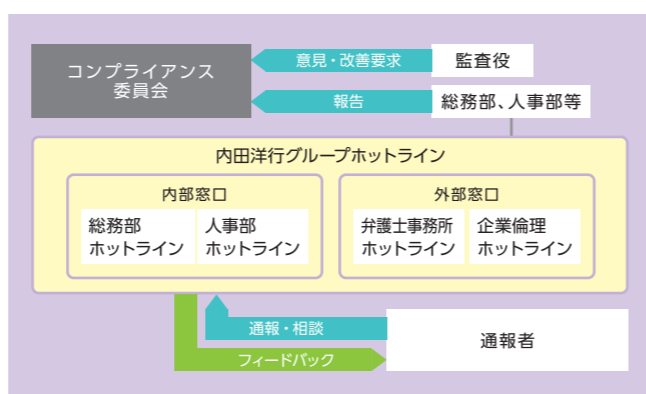 コンプライアンス
委員会
意見・改善要求
監査役
報告
総務部、人事部等
内田洋行グループホットライン
内部窓口
総務部
ホットライン
人事部
ホットライン
外部窓口
弁護士事務所
ホットライン
企業倫理
ホットライン
通報・相談
通報者
フィードバック